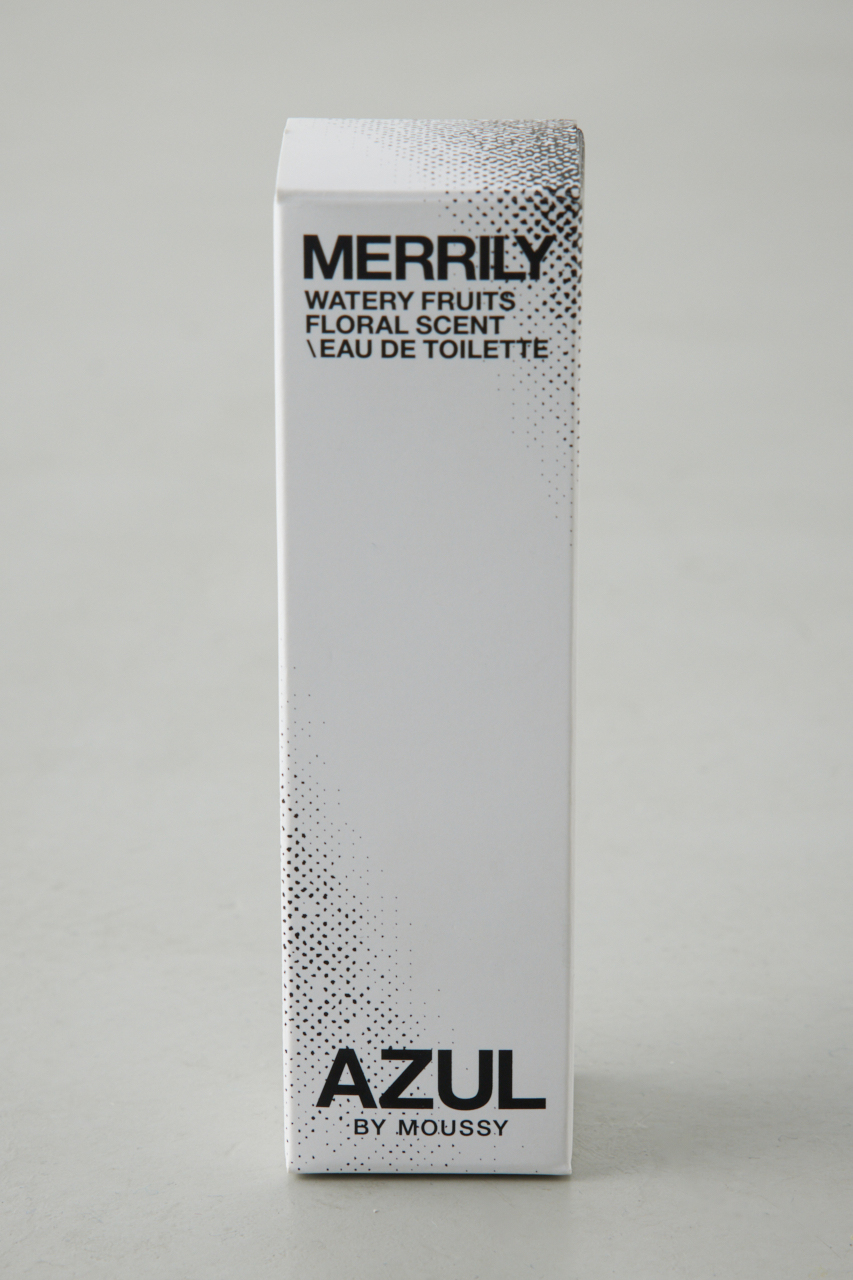 MERRILY
WATERY FRUITS
FLORAL SCENT
\EAU DE TOILETTE
AZUL
BY MOUSSY